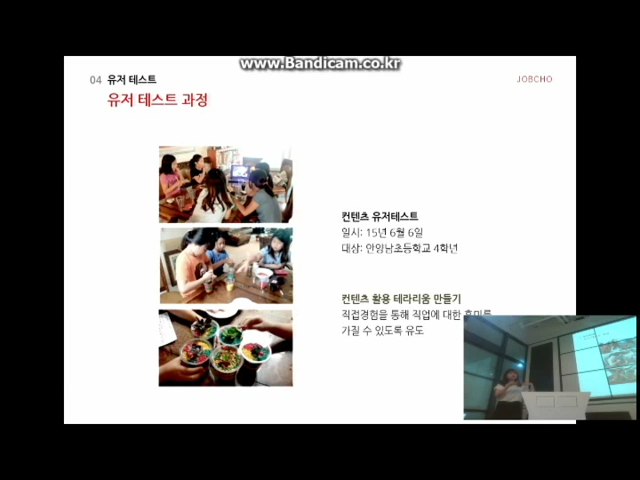 www.Bandicam.co.kr
04 유저 테스트
JOBCHO
유저 테스트 과정
컨텐츠 유저테스트
일시: 15년 6월 6일
대상: 안양남초등학교 4학년
컨텐츠 활용 테라리움 만들기
직접경험을 통해 직업에 대한 흥미를
가질 수 있도록 유도